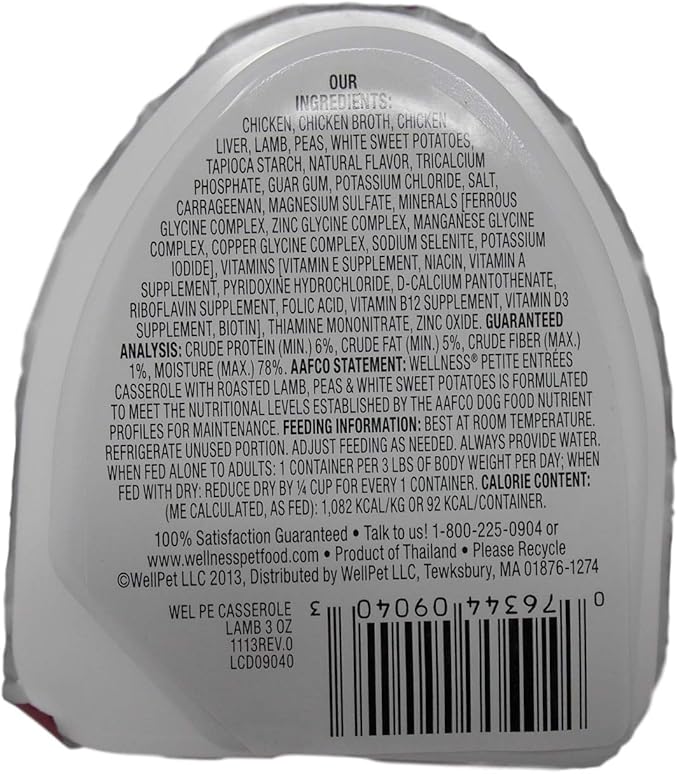 OUR
INGREDIENTS:
CHICKEN, CHICKEN BROTH, CHICKEN
LIVER, LAMB, PEAS, WHITE SWEET POTATOES,
TAPIOCA STARCH, NATURAL FLAVOR, TRICALCIUM
PHOSPHATE, GUAR GUM, POTASSIUM CHLORIDE, SALT,
CARRAGEENAN, MAGNESIUM SULFATE, MINERALS [FERROUS
GLYCINE COMPLEX, ZINC GLYCINE COMPLEX, MANGANESE GLYCINE
COMPLEX, COPPER GLYCINE COMPLEX, SODIUM SELENITE, POTASSIUM
IODIDE], VITAMINS [VITAMIN E SUPPLEMENT, NIACIN, VITAMIN A
SUPPLEMENT, PYRIDOXINE HYDROCHLORIDE, D-CALCIUM PANTOTHENATE,
RIBOFLAVIN SUPPLEMENT, FOLIC ACID, VITAMIN B12 SUPPLEMENT, VITAMIN D3
SUPPLEMENT, BIOTIN], THIAMINE MONONITRATE, ZINC OXIDE. GUARANTEED
ANALYSIS: CRUDE PROTEIN (MIN.) 6%, CRUDE FAT (MIN.) 5%, CRUDE FIBER (MAX.)
1%, MOISTURE (MAX.) 78%. AAFCO STATEMENT: WELLNESS® PETITE ENTRÉES
CASSEROLE WITH ROASTED LAMB, PEAS & WHITE SWEET POTATOES IS FORMULATED
TO MEET THE NUTRITIONAL LEVELS ESTABLISHED BY THE AAFCO DOG FOOD NUTRIENT
PROFILES FOR MAINTENANCE. FEEDING INFORMATION: BEST AT ROOM TEMPERATURE.
REFRIGERATE UNUSED PORTION. ADJUST FEEDING AS NEEDED. ALWAYS PROVIDE WATER.
WHEN FED ALONE TO ADULTS: 1 CONTAINER PER 3 LBS OF BODY WEIGHT PER DAY; WHEN
FED WITH DRY: REDUCE DRY BY ¼ CUP FOR EVERY 1 CONTAINER. CALORIE CONTENT:
(ME CALCULATED, AS FED): 1,082 KCAL/KG OR 92 KCAL/CONTAINER.
100% Satisfaction Guaranteed • Talk to us! 1-800-225-0904 or
www.wellnesspetfood.com • Product of Thailand • Please Recycle
©WellPet LLC 2013, Distributed by WellPet LLC, Tewksbury, MA 01876-1274
WEL PE CASSEROLE
LAMB 3 OZ
1113REV.0
LCD09040
0 76344 09040 3